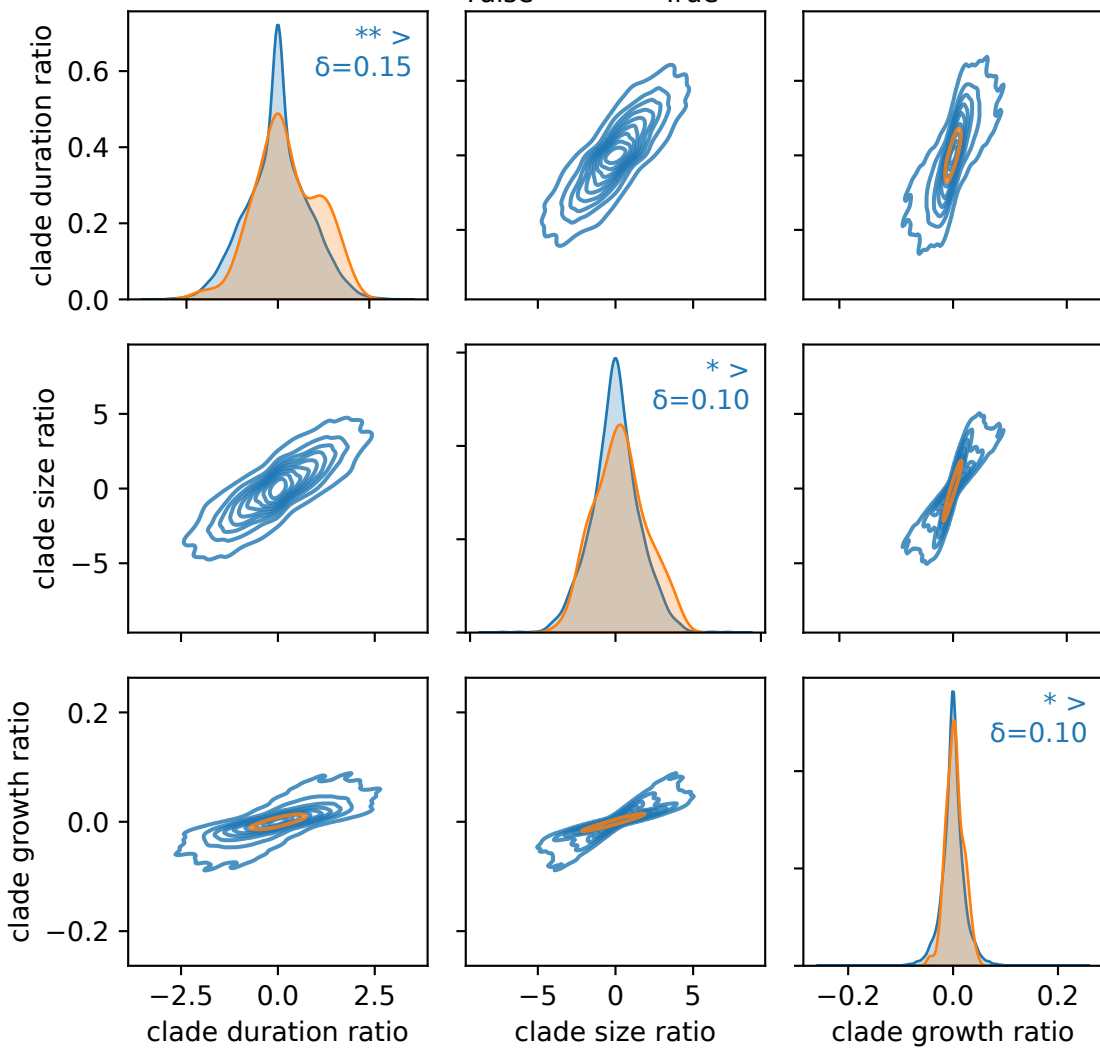 ** >
δ=0.15
clade duration ratio
0.6
0.4
0.2
0.0
* >
δ=0.10
clade size ratio
5
0
−5
* >
δ=0.10
clade growth ratio
0.2
0.0
−0.2
−2.5 0.0 2.5
−5 0 5
−0.2 0.0 0.2
clade duration ratio
clade size ratio
clade growth ratio